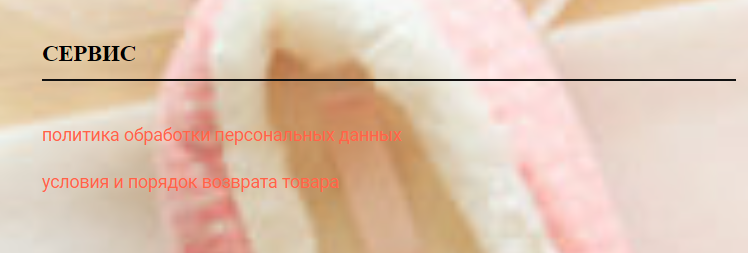 СЕРВИС
политика обработки персональных данных
условия и порядок возврата товара